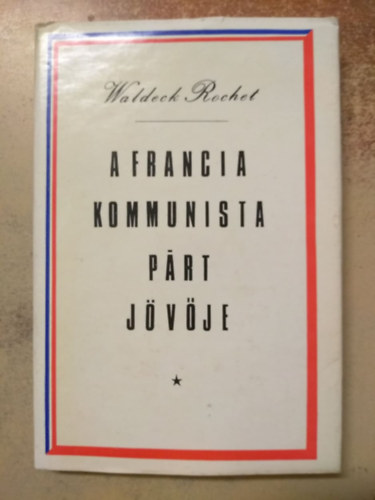 Waldeck Rochet
A FRANCIA
KOMMUNISTA
PÁRT
JÖVŐJE